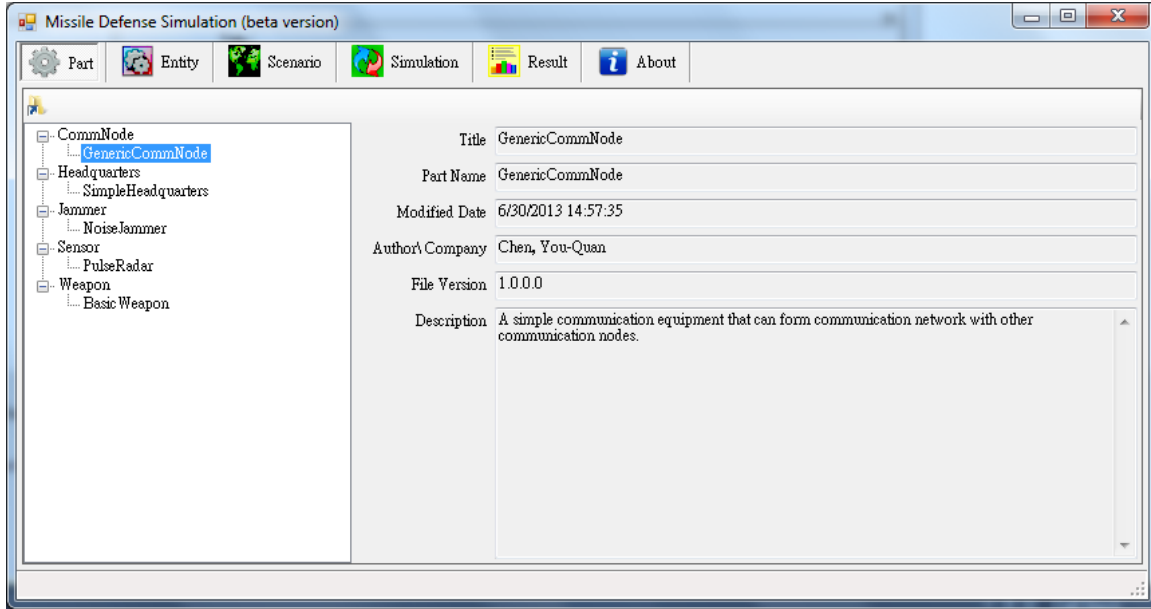 Missile Defense Simulation (beta version)
Part Entity Scenario Simulation Result About
CommNode
GenericCommNode
Headquarters
SimpleHeadquarters
Jammer
NoiseJammer
Sensor
PulseRadar
Weapon
BasicWeapon
Title GenericCommNode
Part Name GenericCommNode
Modified Date 6/30/2013 14:57:35
Author\ Company Chen, You-Quan
File Version 1.0.0.0
Description A simple communication equipment that can form communication network with other
communication nodes.